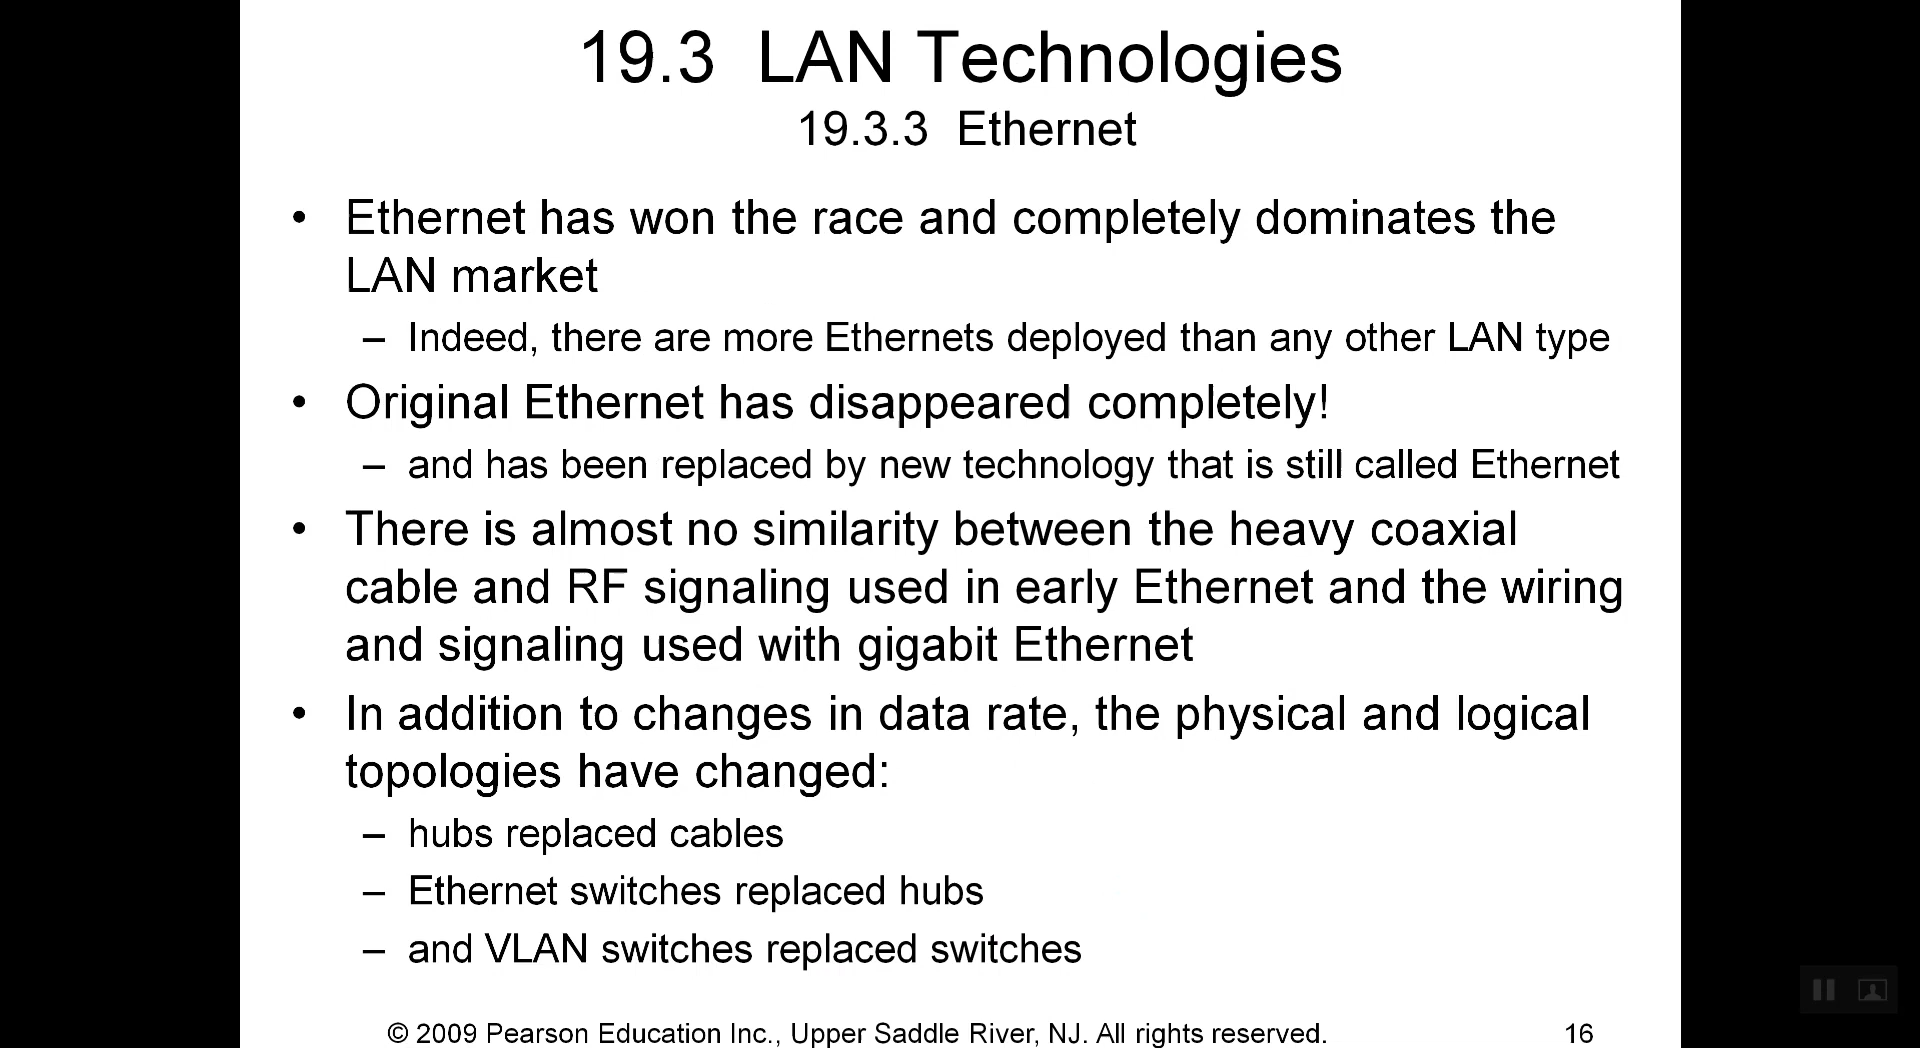 19.3 LAN Technologies
19.3.3 Ethernet
• Ethernet has won the race and completely dominates the
LAN market
– Indeed, there are more Ethernets deployed than any other LAN type
• Original Ethernet has disappeared completely!
– and has been replaced by new technology that is still called Ethernet
• There is almost no similarity between the heavy coaxial
cable and RF signaling used in early Ethernet and the wiring
and signaling used with gigabit Ethernet
• In addition to changes in data rate, the physical and logical
topologies have changed:
– hubs replaced cables
– Ethernet switches replaced hubs
– and VLAN switches replaced switches
© 2009 Pearson Education Inc., Upper Saddle River, NJ. All rights reserved.
16